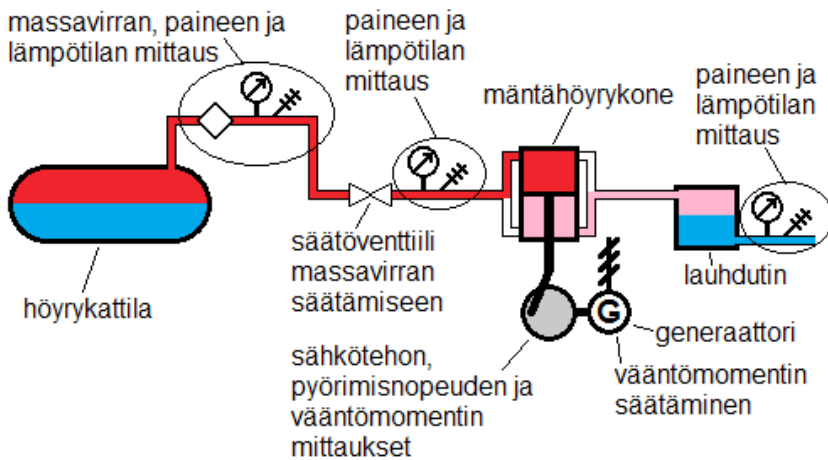 massavirran, paineen ja
lämpötilan mittaus
paineen ja
lämpötilan
mittaus
mäntähöyrykone
paineen ja
lämpötilan
mittaus
höyrykattila
säätöventtiili
massavirran
säätämiseen
lauhdutin
G
generaattori
sähkötehon,
pyörimisnopeuden ja
vääntömomentin
mittaukset
vääntömomentin
säätäminen